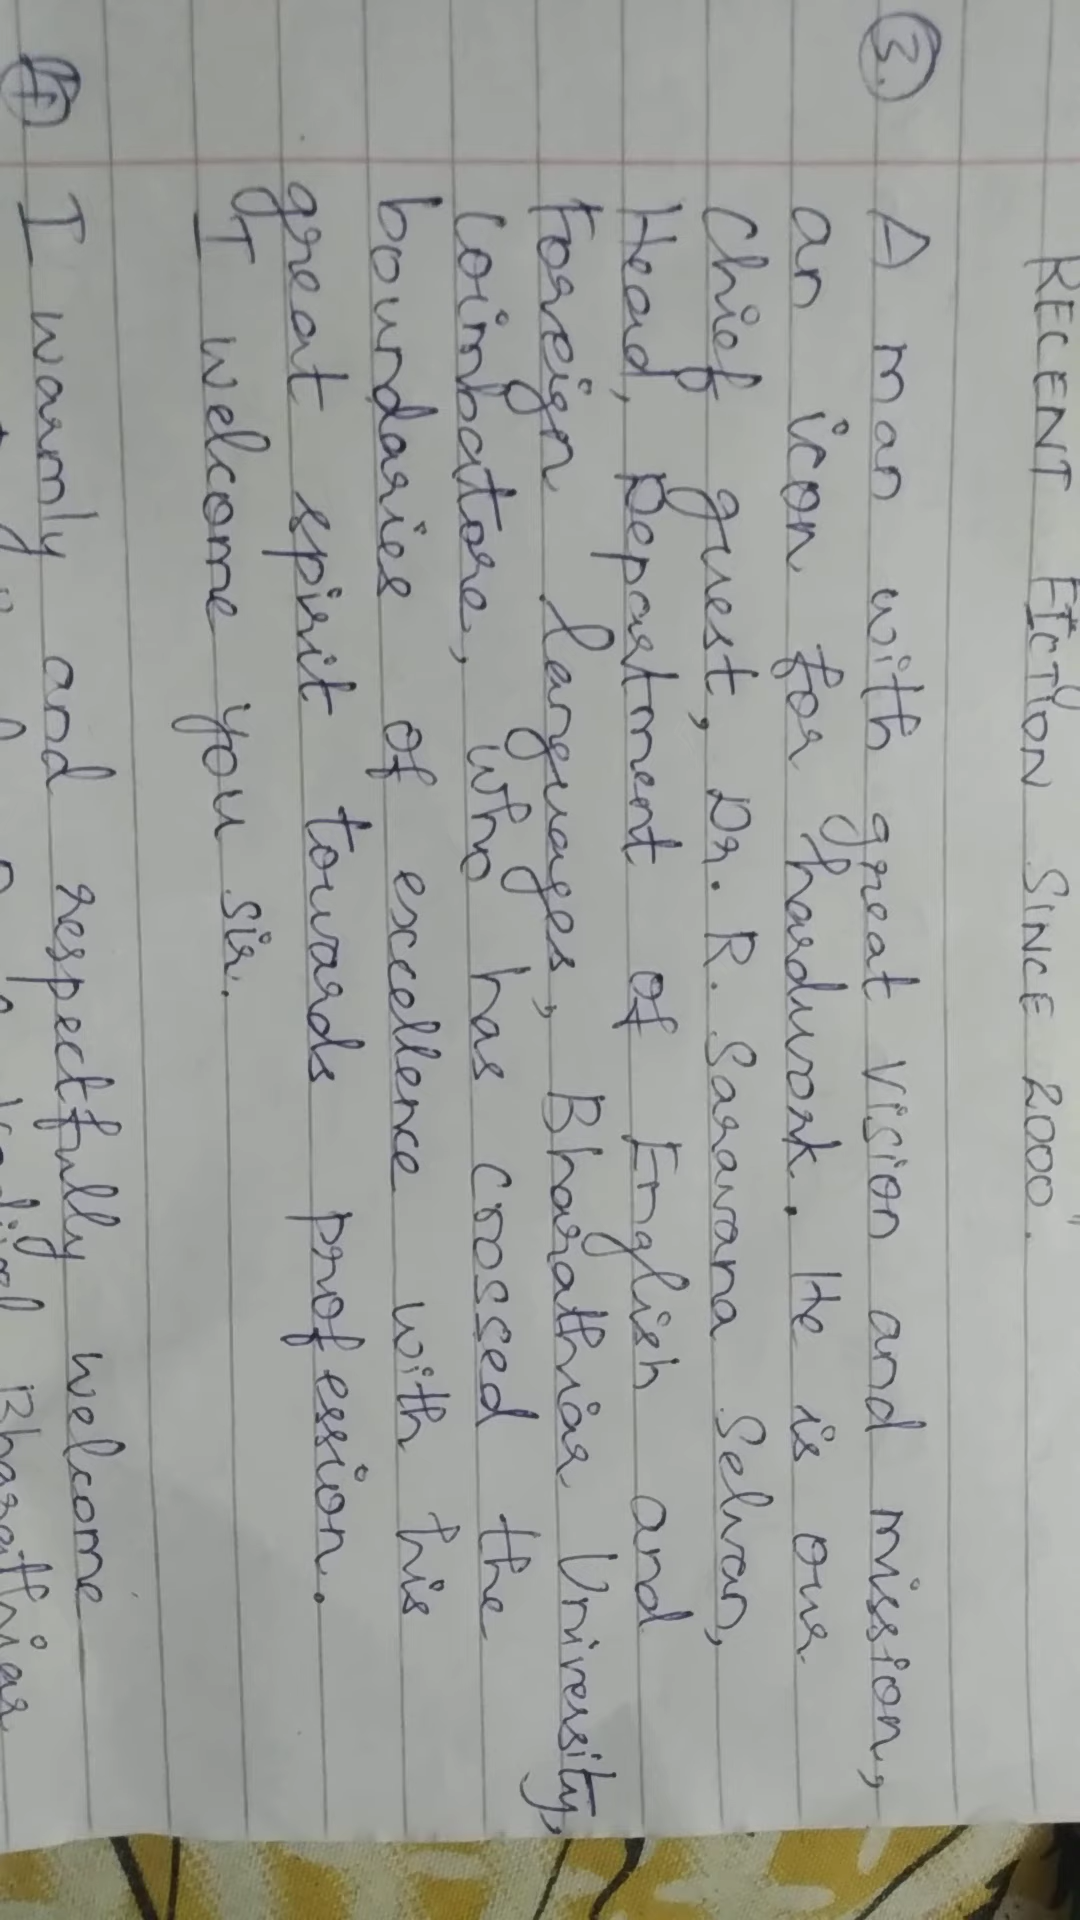 RECENT FICTION SINCE 2000".
3. A man with great vision and mission,
an icon for hardwork. He is our
Chief guest, Dr. R. Saravana Selvan,
Head, Department of English and
Foreign languages, Bharathiar University,
Coimbatore, who has crossed the
boundaries of excellence with his
great spirit towards profession.
I welcome you sir.
4. I warmly and respectfully welcome
Bharathiar